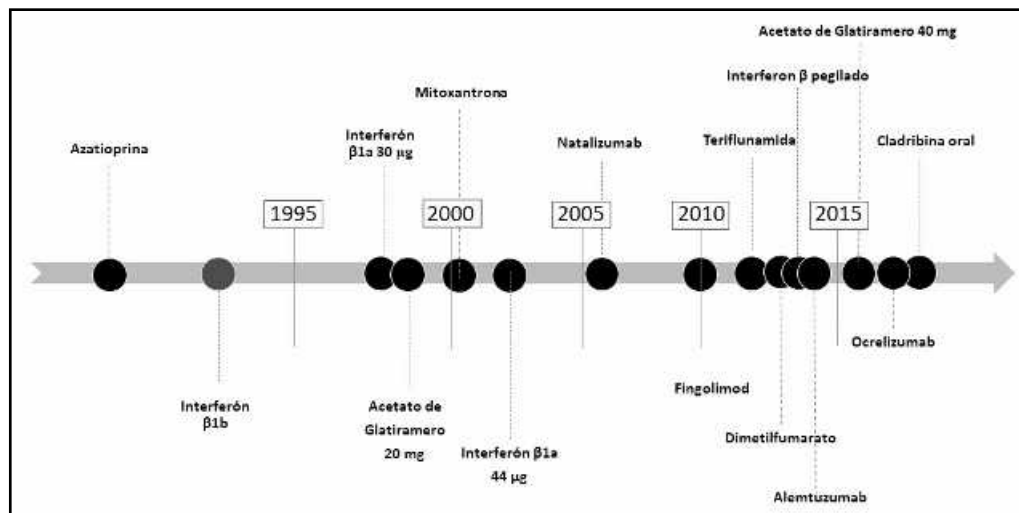 Acetato de Glatiramero 40 mg
Interferon β pegilado
Mitoxantrona
Interferón
β1a 30 µg
Azatioprina
Natalizumab
Teriflunamida
Cladribina oral
1995
2000
2005
2010
2015
Ocrelizumab
Fingolimod
Interferón
β1b
Acetato de
Glatiramero
20 mg
Interferón β1a
44 µg
Dimetilfumarato
Alemtuzumab